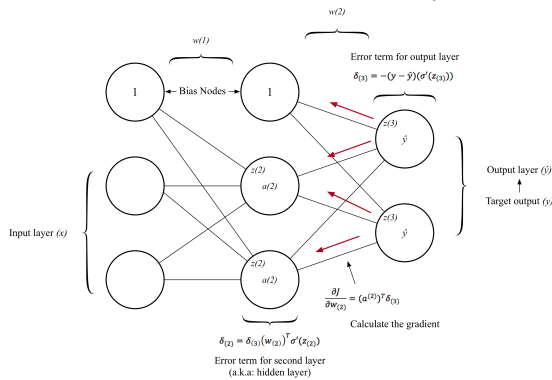 w(2)
w(1)
Error term for output layer
δ(3) = −(y − ŷ)(σ′(z(3)))
1
Bias Nodes
1
z(3)
ŷ
z(2)
a(2)
Output layer (ŷ)
Target output (y)
z(3)
ŷ
Input layer (x)
z(2)
a(2)
∂J/∂w(2) = (a⁽²⁾)ᵀδ(3)
Calculate the gradient
δ(2) = δ(3)(w(2))ᵀσ′(z(2))
Error term for second layer
(a.k.a: hidden layer)